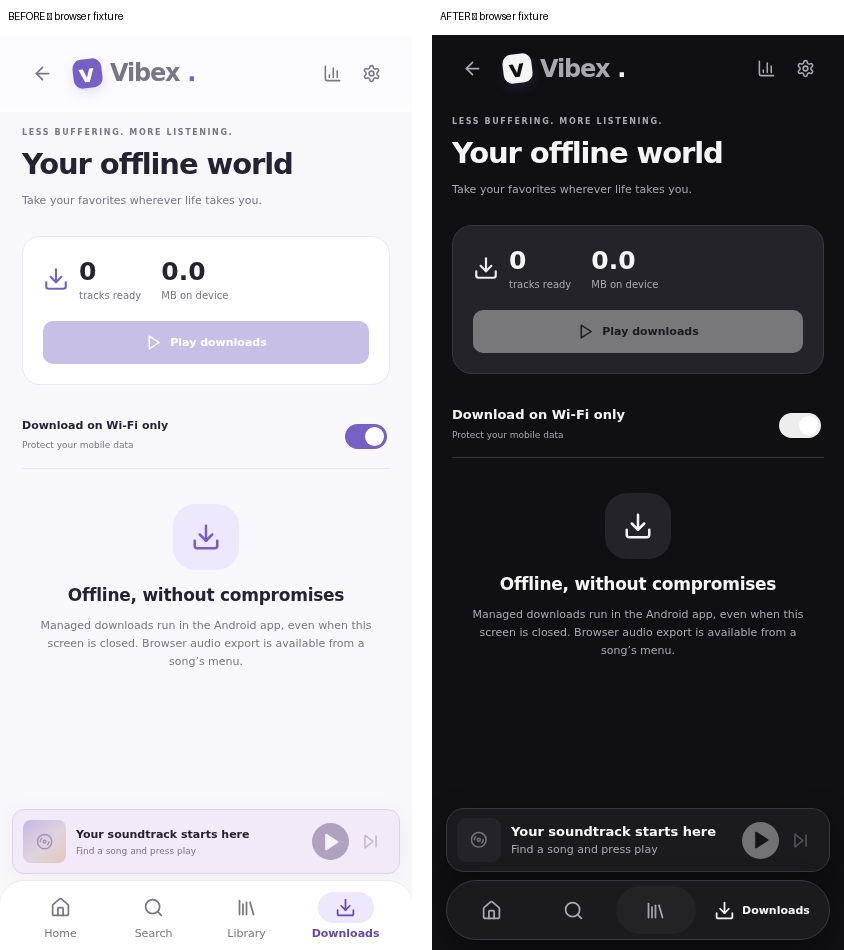 BEFORE▯ browser fixture
V Vibex .
LESS BUFFERING. MORE LISTENING.
Your offline world
Take your favorites wherever life takes you.
0
tracks ready
0.0
MB on device
Play downloads
Download on Wi-Fi only
Protect your mobile data
Offline, without compromises
Managed downloads run in the Android app, even when this
screen is closed. Browser audio export is available from a
song’s menu.
Your soundtrack starts here
Find a song and press play
Home Search Library Downloads
AFTER▯ browser fixture
V Vibex .
LESS BUFFERING. MORE LISTENING.
Your offline world
Take your favorites wherever life takes you.
0
tracks ready
0.0
MB on device
Play downloads
Download on Wi-Fi only
Protect your mobile data
Offline, without compromises
Managed downloads run in the Android app, even when this
screen is closed. Browser audio export is available from a
song’s menu.
Your soundtrack starts here
Find a song and press play
Downloads